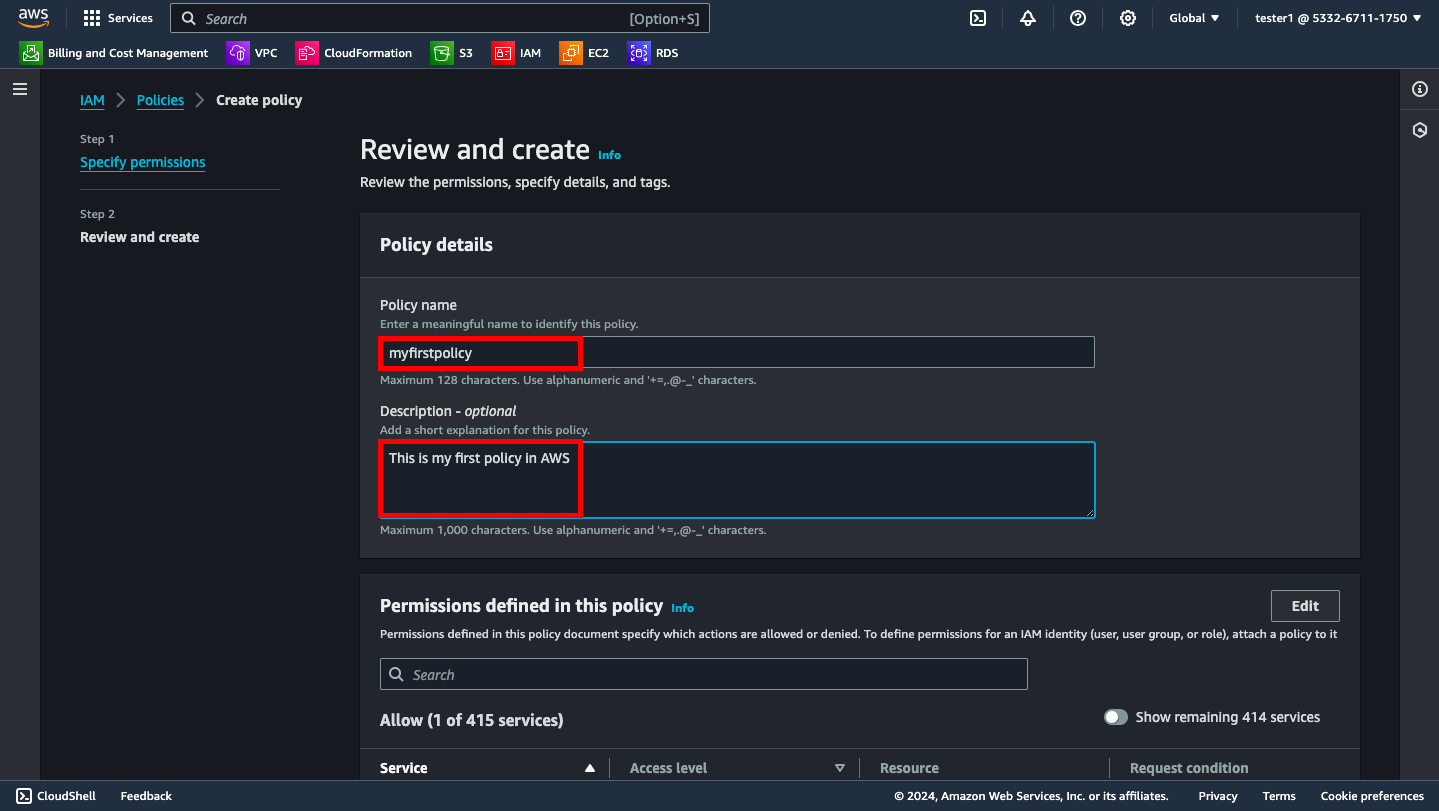 aws
Services
Search
[Option+S]
Global
tester1 @ 5332-6711-1750
Billing and Cost Management
VPC
CloudFormation
S3
IAM
EC2
RDS
IAM
Policies
Create policy
Step 1
Specify permissions
Step 2
Review and create
Review and create Info
Review the permissions, specify details, and tags.
Policy details
Policy name
Enter a meaningful name to identify this policy.
myfirstpolicy
Maximum 128 characters. Use alphanumeric and '+=,.@-_' characters.
Description - optional
Add a short explanation for this policy.
This is my first policy in AWS
Maximum 1,000 characters. Use alphanumeric and '+=,.@-_' characters.
Permissions defined in this policy Info
Edit
Permissions defined in this policy document specify which actions are allowed or denied. To define permissions for an IAM identity (user, user group, or role), attach a policy to it
Search
Allow (1 of 415 services)
Show remaining 414 services
Service
Access level
Resource
Request condition
CloudShell
Feedback
© 2024, Amazon Web Services, Inc. or its affiliates.
Privacy
Terms
Cookie preferences